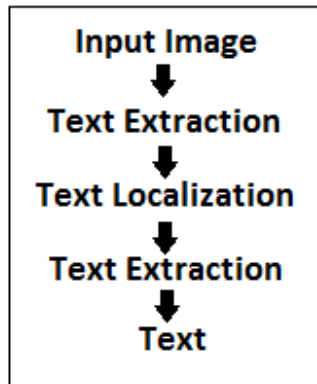 Input Image
Text Extraction
Text Localization
Text Extraction
Text